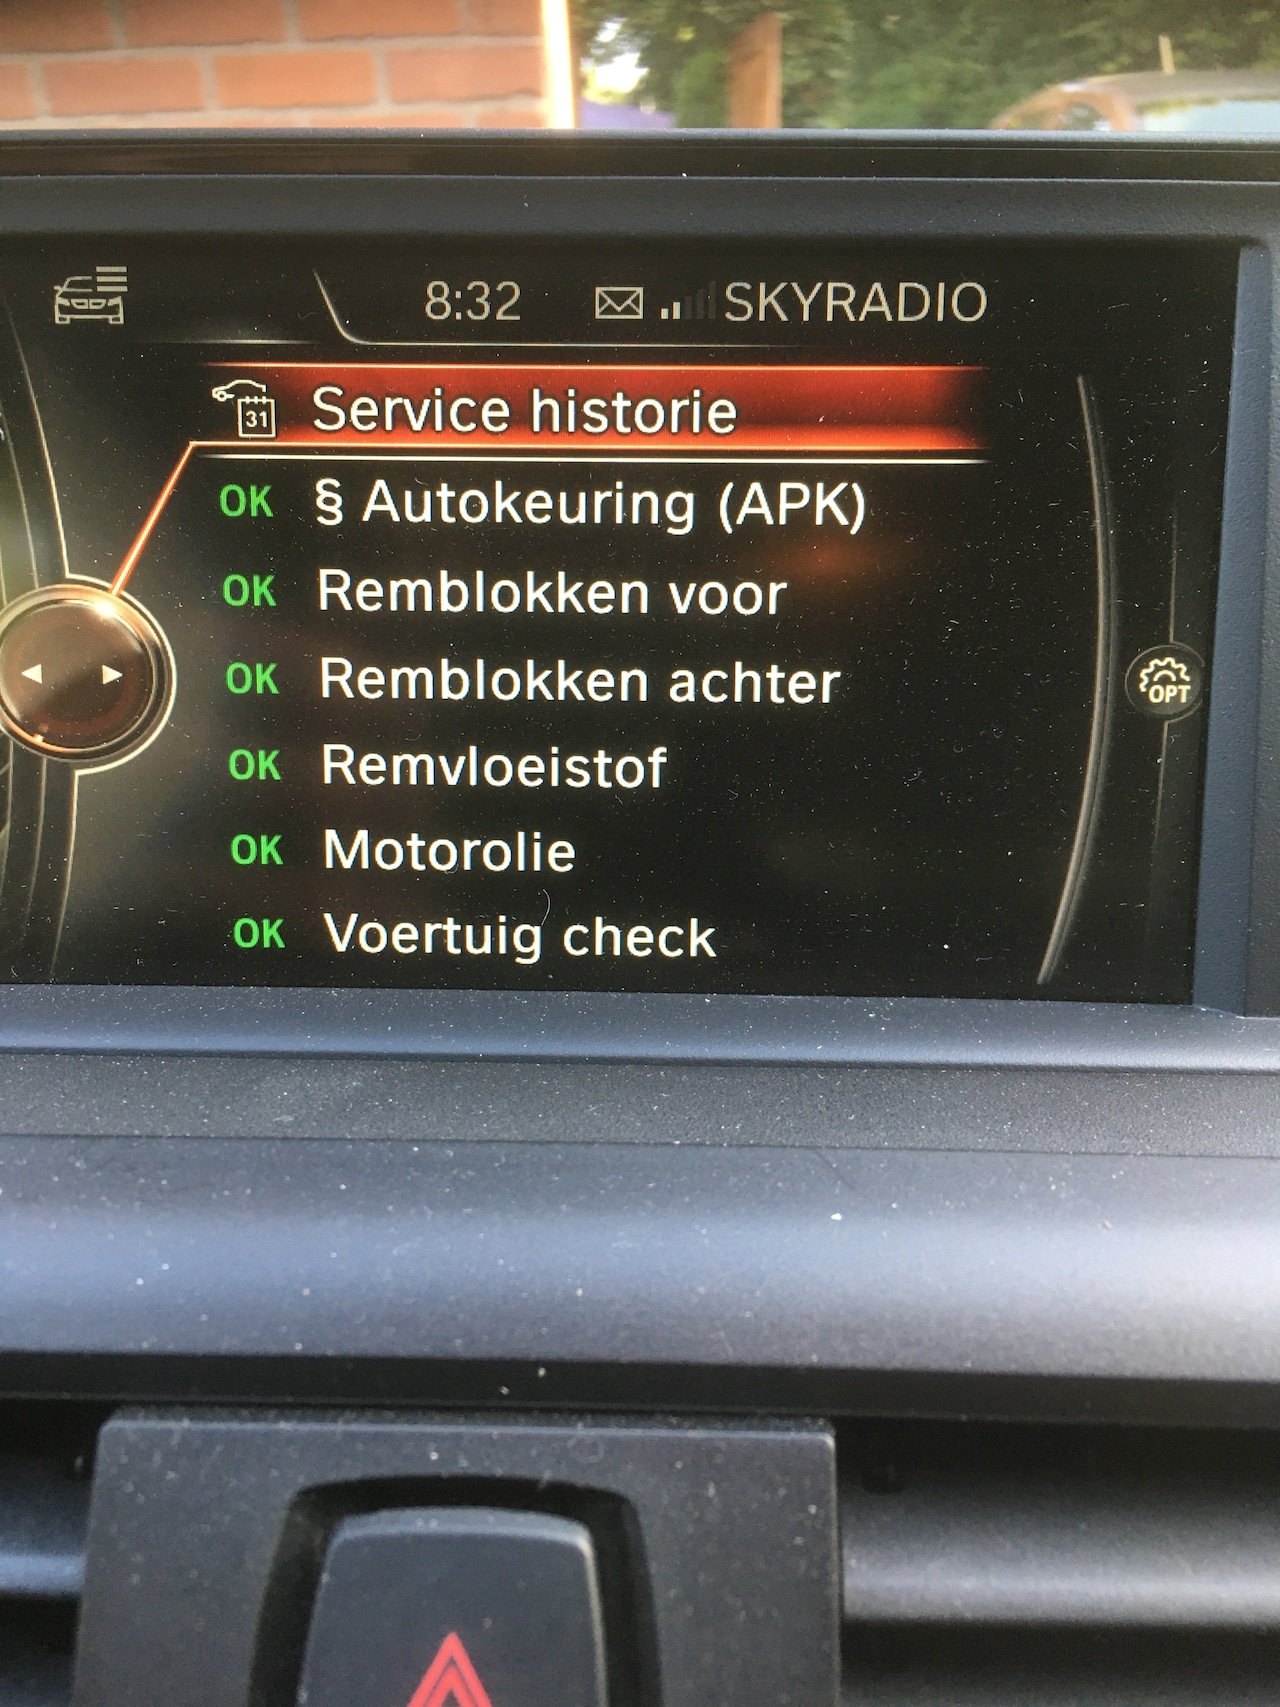 8:32 SKYRADIO
31 Service historie
OK § Autokeuring (APK)
OK Remblokken voor
OK Remblokken achter
OK Remvloeistof
OPT
OK Motorolie
OK Voertuig check